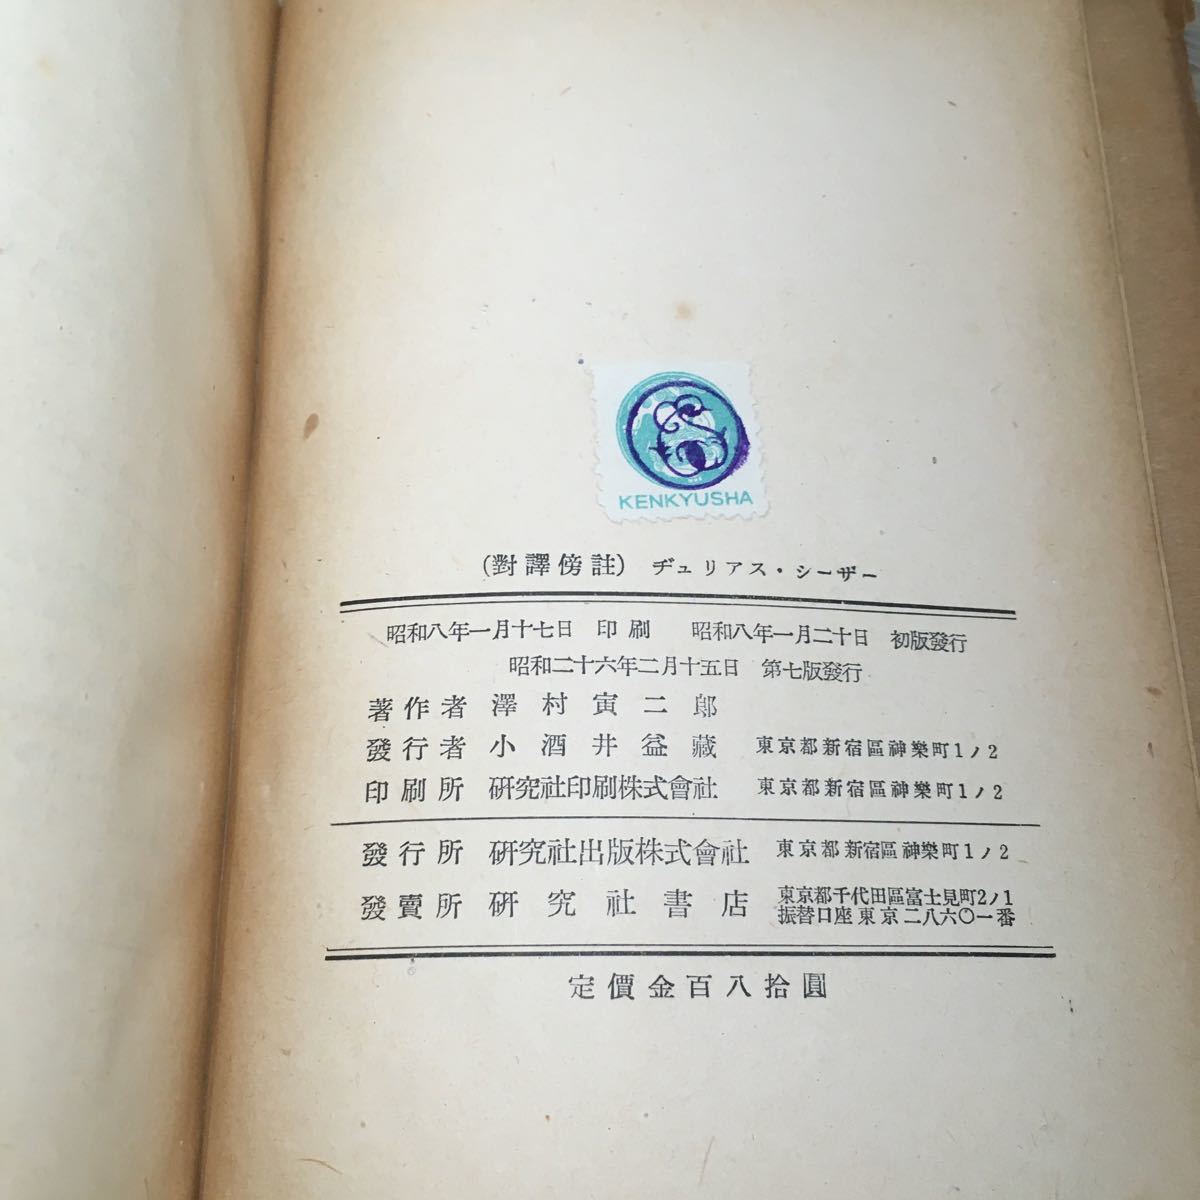 KENKYUSHA
(對譯傍註) ヂュリアス・シーザー
昭和八年一月十七日 印刷 昭和八年一月二十日 初版發行
昭和二十六年二月十五日 第七版發行
著作者 澤村寅二郎
發行者 小酒井益藏 東京都新宿區神樂町1ノ2
印刷所 硏究社印刷株式會社 東京都新宿區神樂町1ノ2
發行所 硏究社出版株式會社 東京都新宿區神樂町1ノ2
發賣所 硏究社書店 東京都千代田區富士見町2ノ1
振替口座東京二八六〇一番
定價金百八拾圓